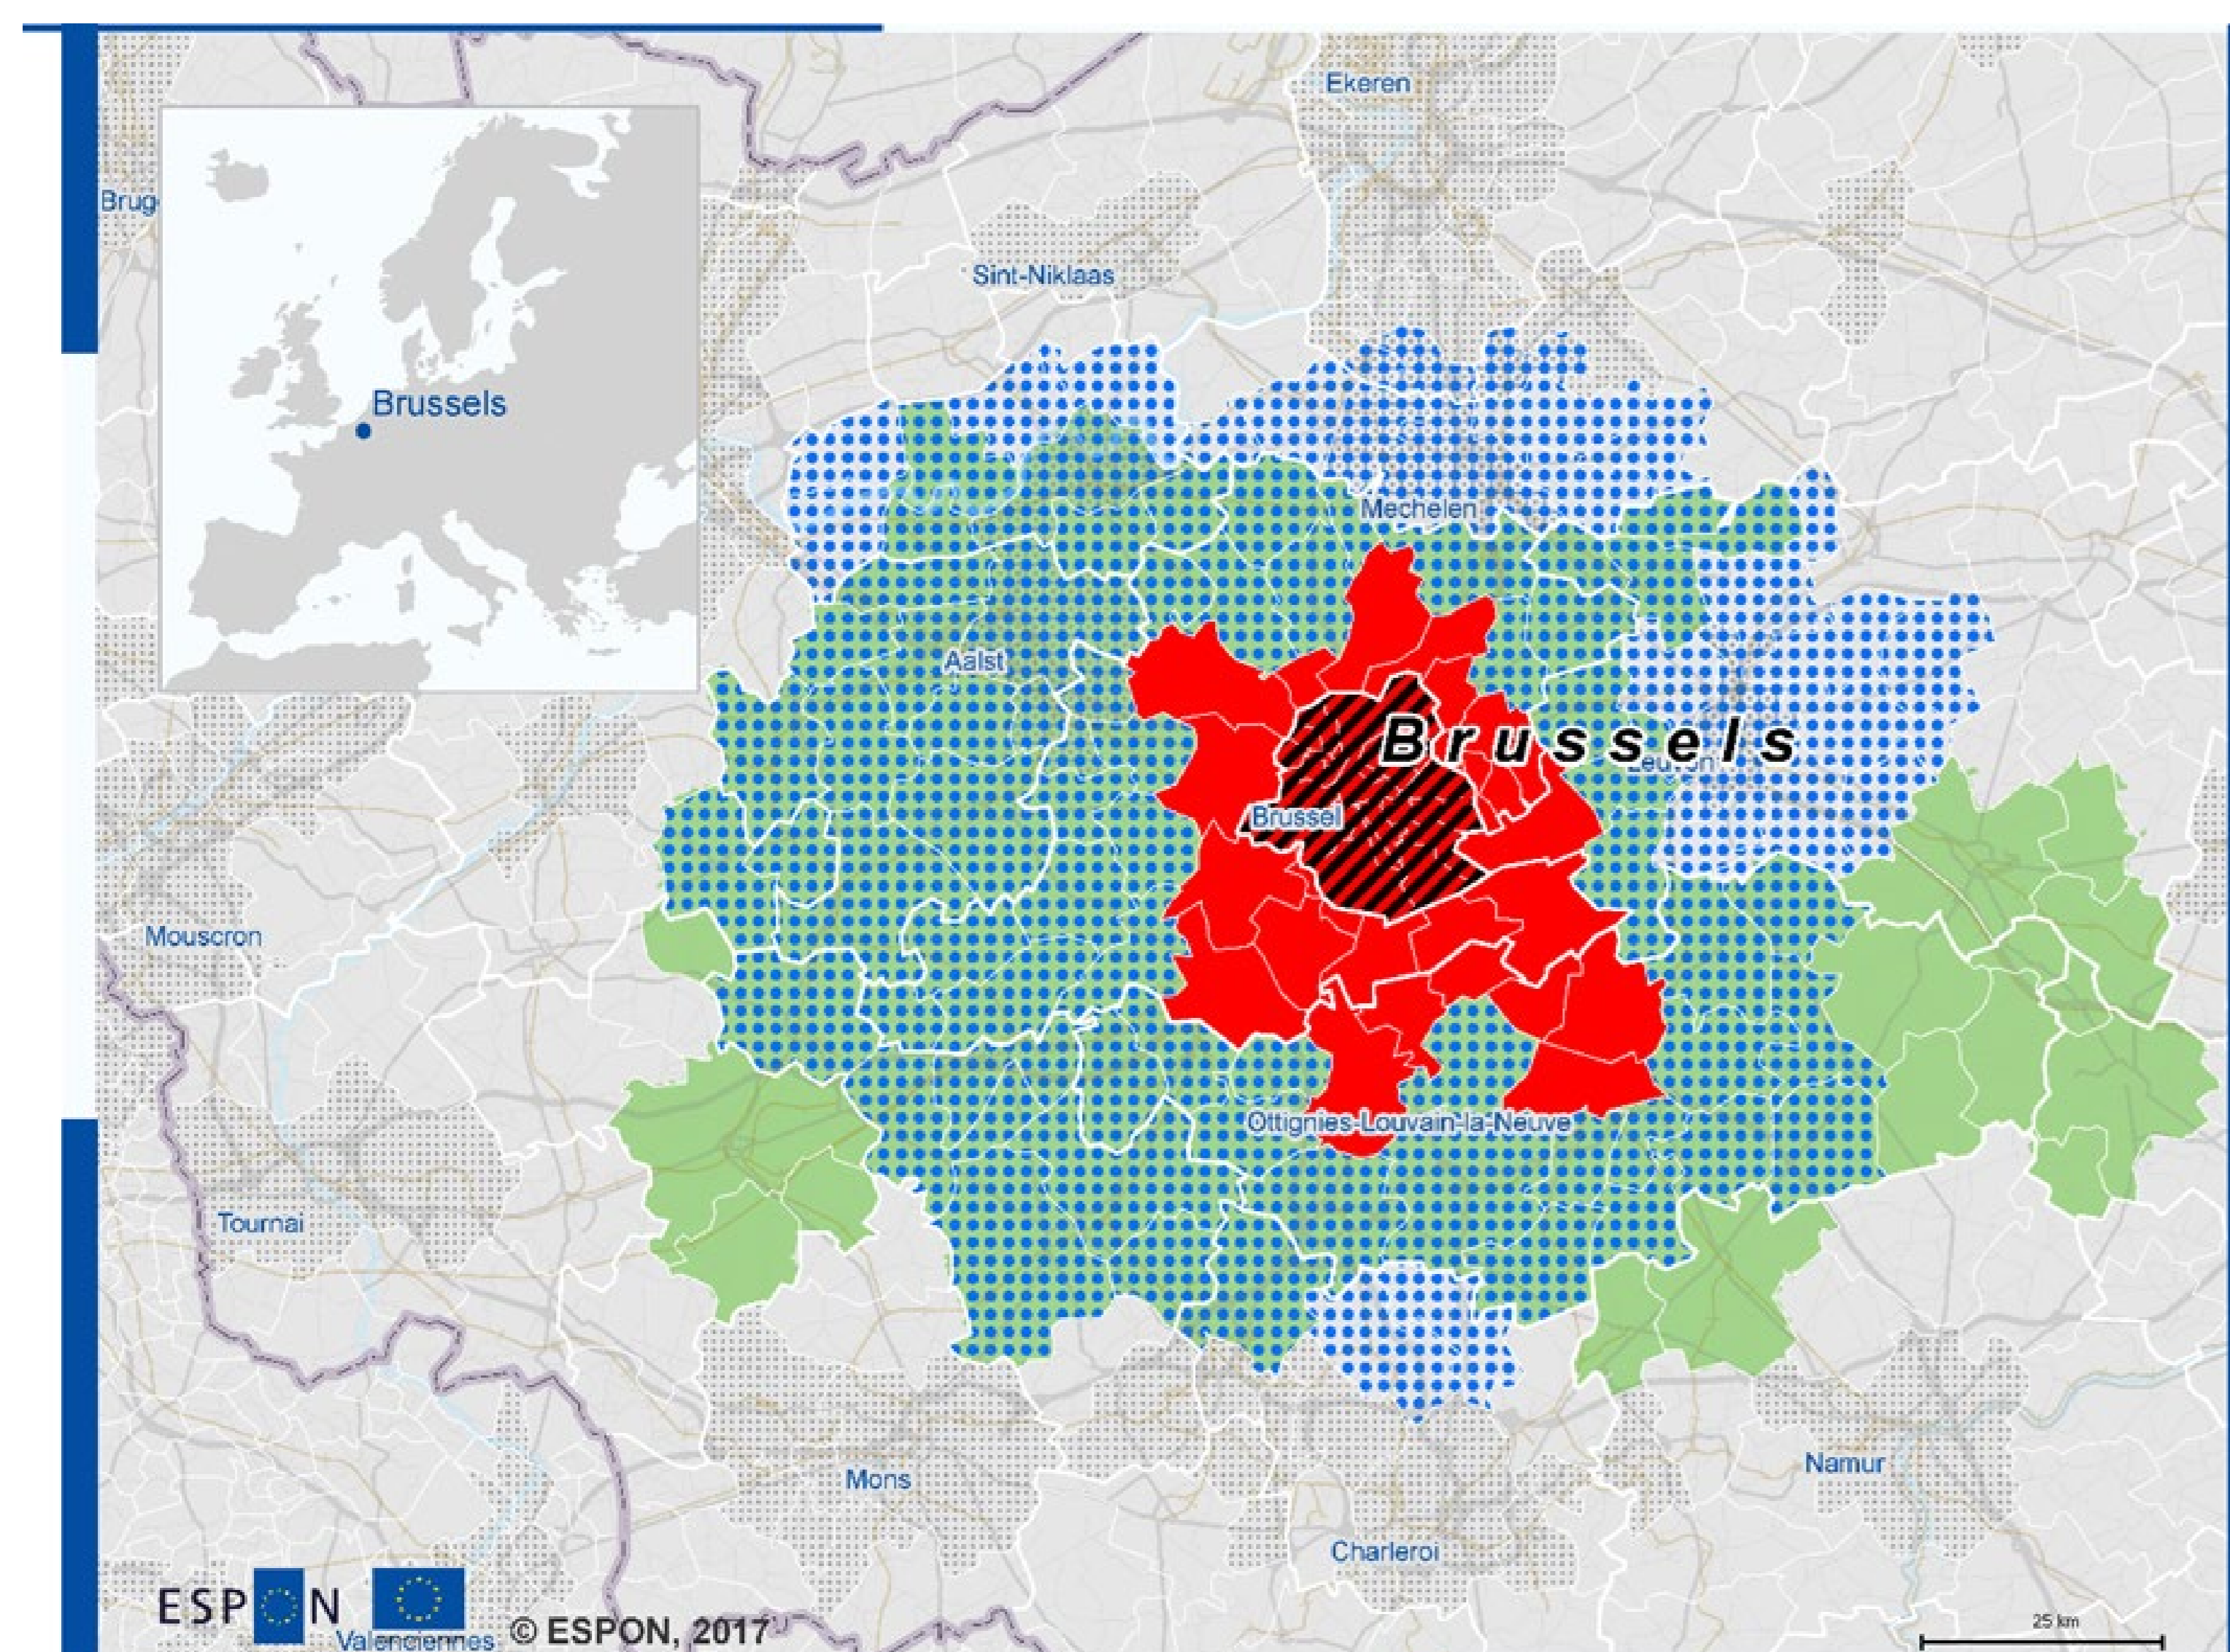 Ekeren
Brug
Sint-Niklaas
Brussels
Mechelen
Aalst
Brussels
Brussel
Mouscron
Ottignies-Louvain-la-Neuve
Tournai
Mons
Namur
Charleroi
ESPON
Valenciennes
© ESPON, 2017
25 km